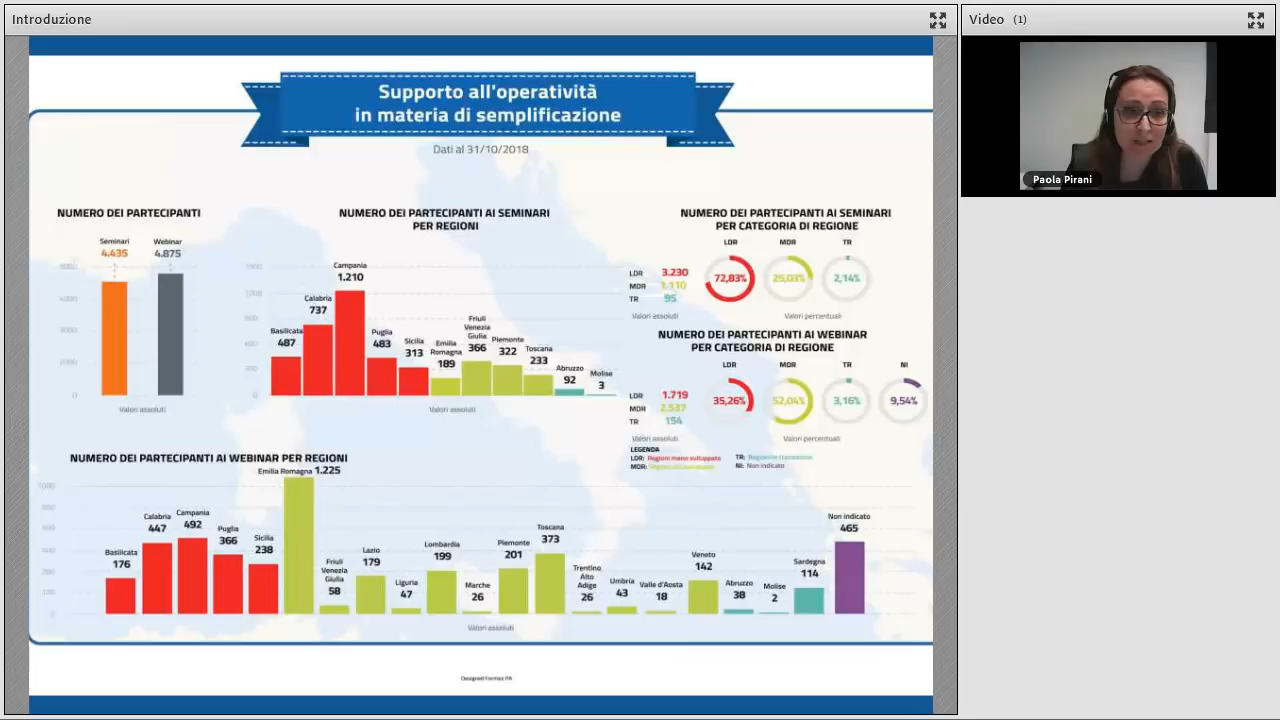 Introduzione
Video (1)
Paola Pirani
Supporto all'operatività
in materia di semplificazione
Dati al 31/10/2018
NUMERO DEI PARTECIPANTI
Seminari
4.435
Webinar
4.875
Valori assoluti
NUMERO DEI PARTECIPANTI AI SEMINARI
PER REGIONI
Basilicata
487
Calabria
737
Campania
1.210
Puglia
483
Sicilia
313
Emilia
Romagna
189
Friuli
Venezia
Giulia
366
Piemonte
322
Toscana
233
Abruzzo
92
Molise
3
Valori assoluti
NUMERO DEI PARTECIPANTI AI SEMINARI
PER CATEGORIA DI REGIONE
LDR MDR TR
LDR 3.230
MDR 1.110
TR 95
72,83% 25,03% 2,14%
Valori assoluti
Valori percentuali
NUMERO DEI PARTECIPANTI AI WEBINAR
PER CATEGORIA DI REGIONE
LDR MDR TR NI
LDR 1.719
MDR 2.537
TR 154
35,26% 52,04% 3,16% 9,54%
Valori assoluti
Valori percentuali
LEGENDA
LDR: Regioni meno sviluppate
MDR:
TR: Regioni in transizione
NI: Non indicato
NUMERO DEI PARTECIPANTI AI WEBINAR PER REGIONI
Basilicata
176
Calabria
447
Campania
492
Puglia
366
Sicilia
238
Emilia Romagna 1.225
Friuli
Venezia
Giulia
58
Lazio
179
Liguria
47
Lombardia
199
Marche
26
Piemonte
201
Toscana
373
Trentino
Alto
Adige
26
Umbria
43
Valle d'Aosta
18
Veneto
142
Abruzzo
38
Molise
2
Sardegna
114
Non indicato
465
Valori assoluti
Designed Formez PA